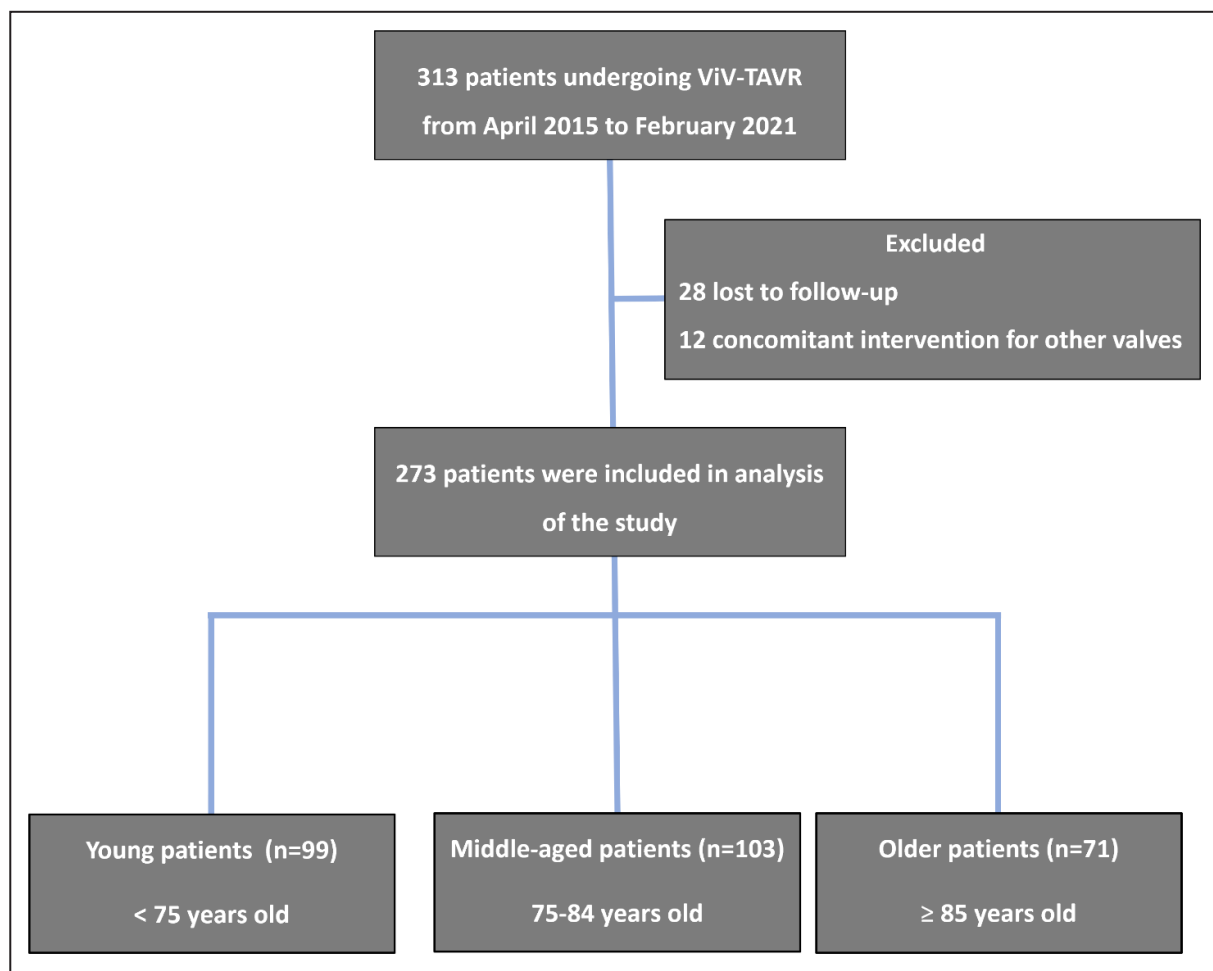 313 patients undergoing ViV-TAVR
from April 2015 to February 2021
Excluded
28 lost to follow-up
12 concomitant intervention for other valves
273 patients were included in analysis
of the study
Young patients (n=99)
< 75 years old
Middle-aged patients (n=103)
75-84 years old
Older patients (n=71)
≥ 85 years old